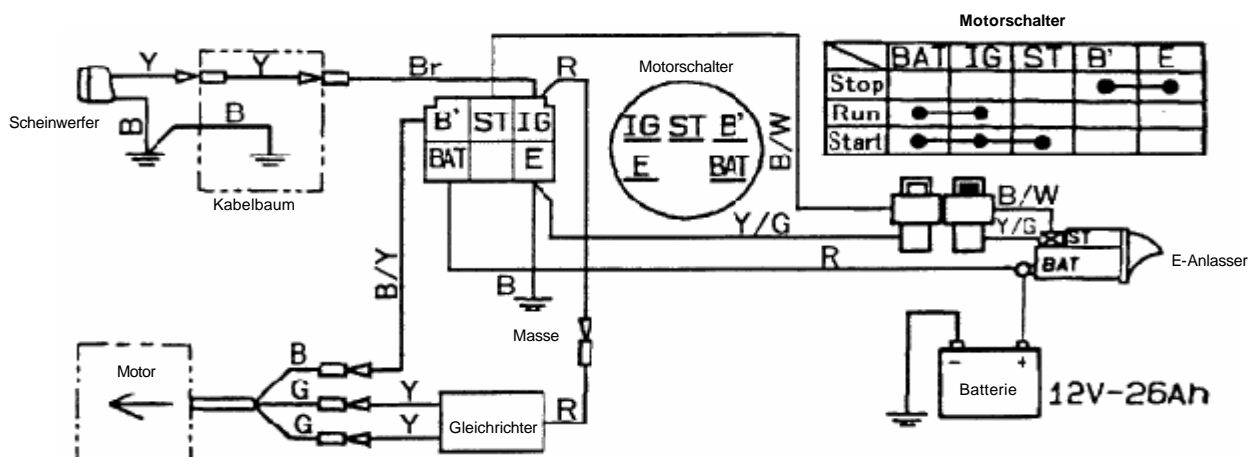 Motorschalter
BAT IG ST B' E
Stop
Run
Start
Y
Y
Br
R
Motorschalter
Scheinwerfer
B
B
Kabelbaum
B' ST IG
BAT E
IG ST B'
E BAT
B/W
B/W
Y/G
Y/G
ST
BAT
E-Anlasser
R
B/Y
B
Masse
Motor
B
G
Y
G
Y
Gleichrichter
R
- +
Batterie
12V-26Ah